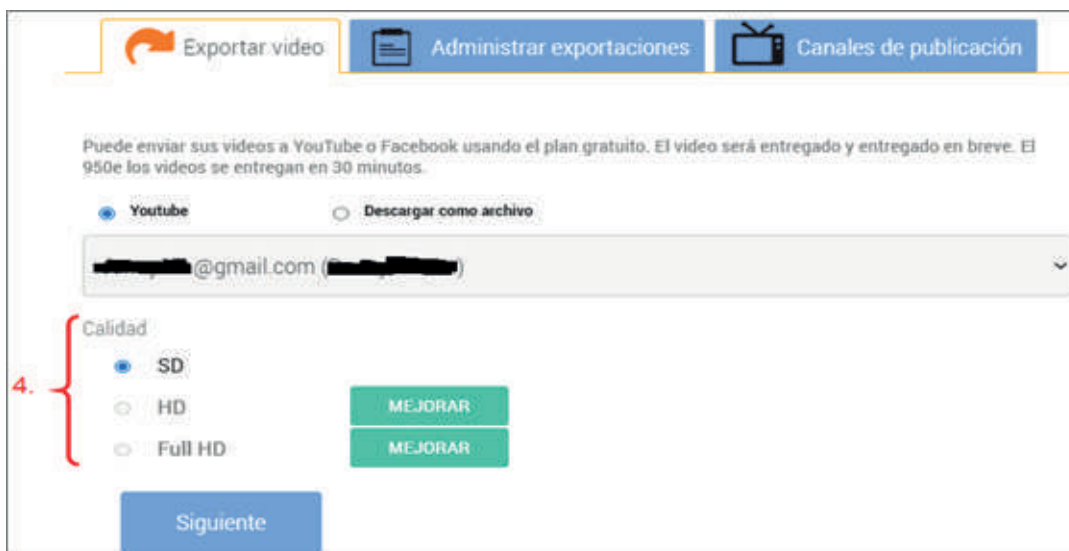 Exportar video
Administrar exportaciones
Canales de publicación
Puede enviar sus videos a YouTube o Facebook usando el plan gratuito. El video será entregado y entregado en breve. El
950e los videos se entregan en 30 minutos.
Youtube
Descargar como archivo
@gmail.com ( )
Calidad
4.
SD
HD MEJORAR
Full HD MEJORAR
Siguiente